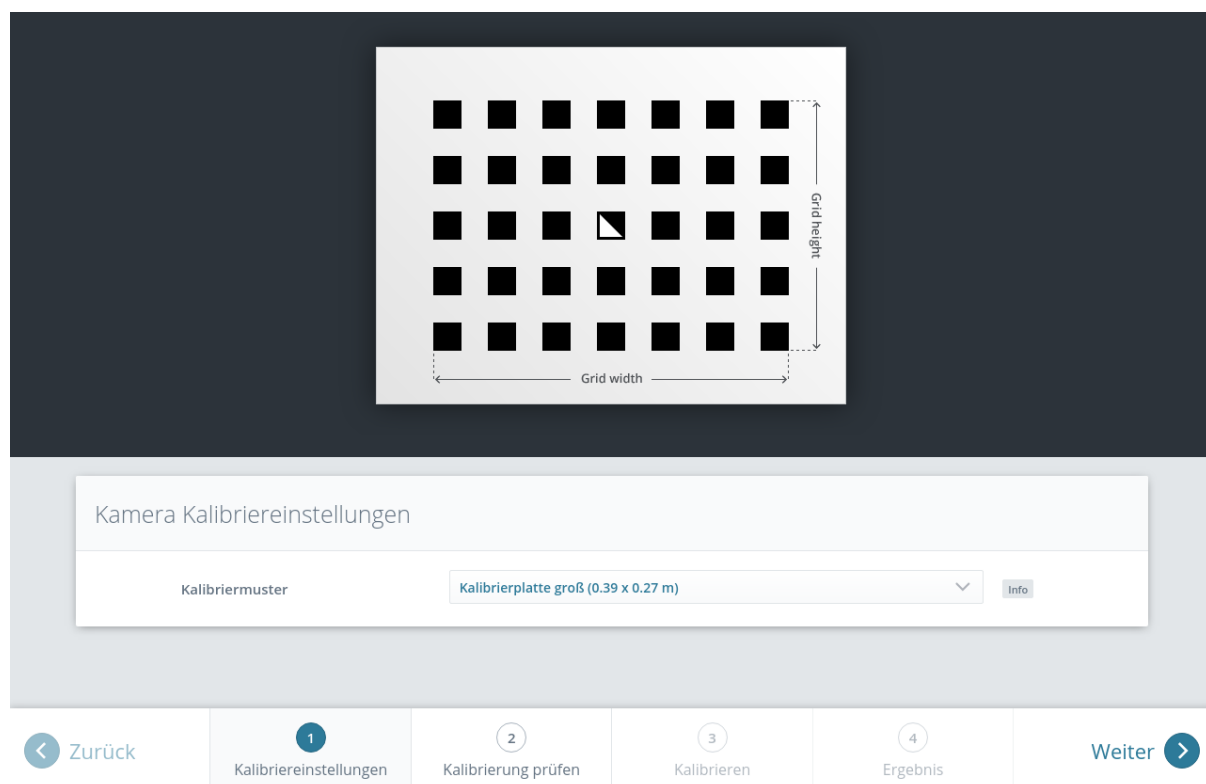 Grid height
Grid width
Kamera Kalibriereinstellungen
Kalibriermuster
Kalibrierplatte groß (0.39 x 0.27 m)
Info
Zurück
1
Kalibriereinstellungen
2
Kalibrierung prüfen
3
Kalibrieren
4
Ergebnis
Weiter